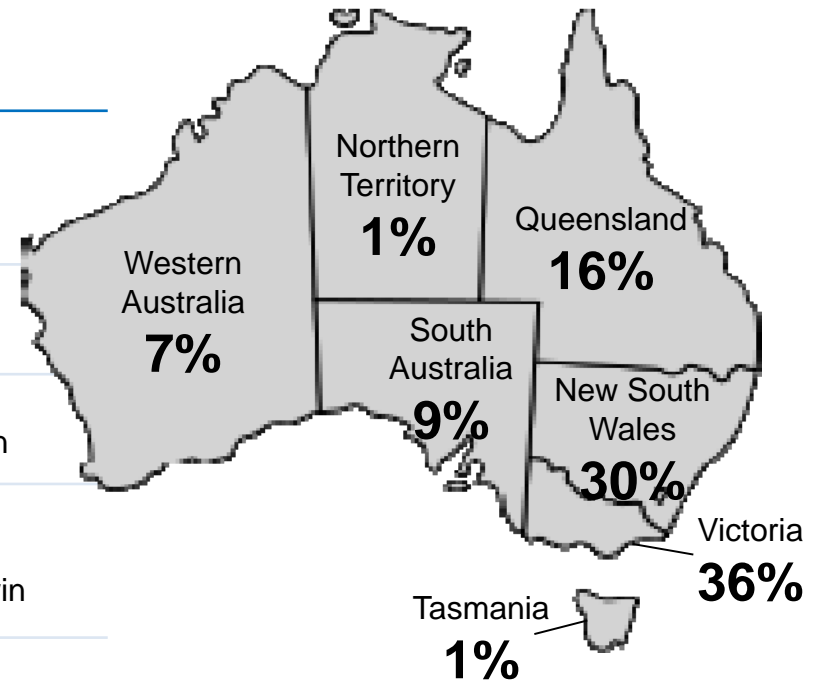 Northern
Territory
1%
Queensland
16%
Western
Australia
7%
South
Australia
9%
New South
Wales
30%
Victoria
36%
Tasmania
1%